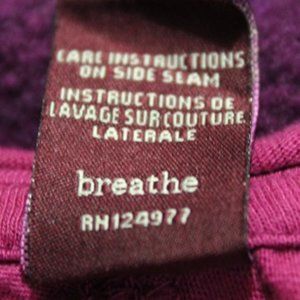 CARE INSTRUCTIONS
ON SIDE SEAM
INSTRUCTIONS DE
LAVAGE SUR COUTURE
LATERALE
breathe
RN124977